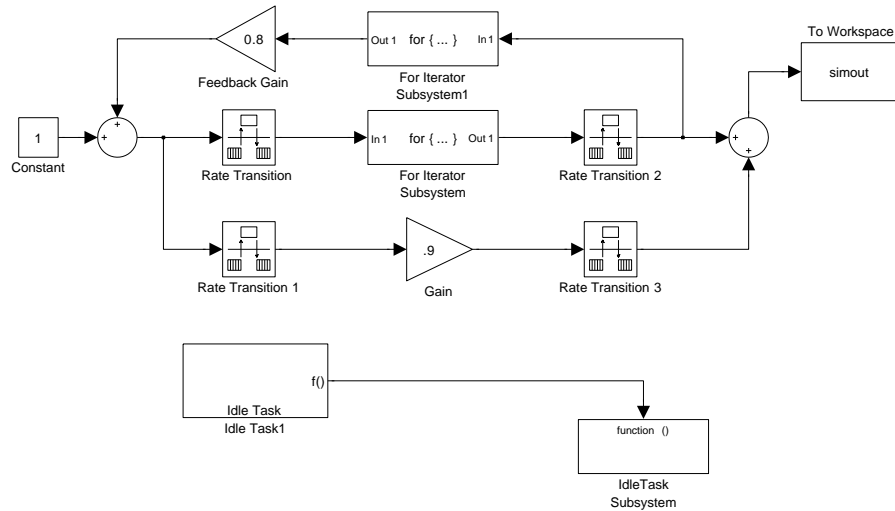 To Workspace
simout
0.8
Feedback Gain
Out 1
for { ... }
In 1
For Iterator
Subsystem1
1
Constant
+
+
Rate Transition
In 1
for { ... }
Out 1
For Iterator
Subsystem
Rate Transition 2
+
+
Rate Transition 1
.9
Gain
Rate Transition 3
f()
Idle Task
Idle Task1
function ()
IdleTask
Subsystem